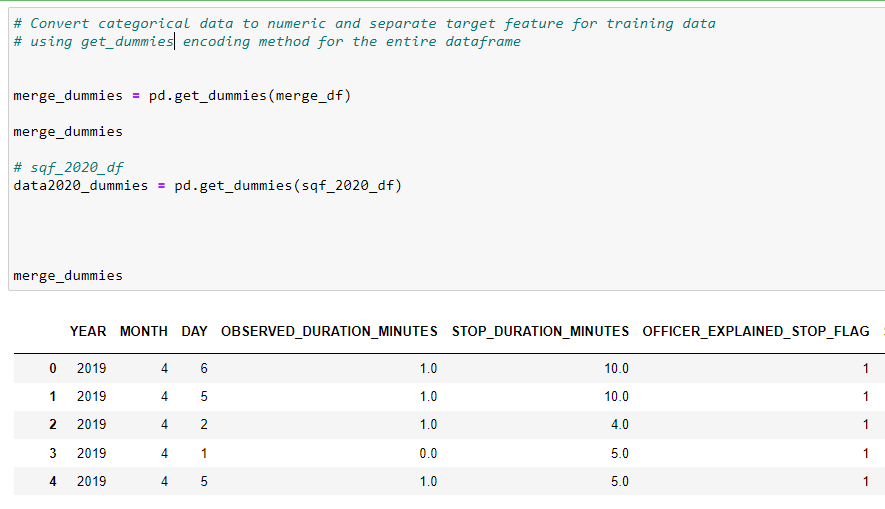 # Convert categorical data to numeric and separate target feature for training data
# using get_dummies encoding method for the entire dataframe
merge_dummies = pd.get_dummies(merge_df)
merge_dummies
# sqf_2020_df
data2020_dummies = pd.get_dummies(sqf_2020_df)
merge_dummies
YEAR MONTH DAY OBSERVED_DURATION_MINUTES STOP_DURATION_MINUTES OFFICER_EXPLAINED_STOP_FLAG
0 2019 4 6 1.0 10.0 1
1 2019 4 5 1.0 10.0 1
2 2019 4 2 1.0 4.0 1
3 2019 4 1 0.0 5.0 1
4 2019 4 5 1.0 5.0 1